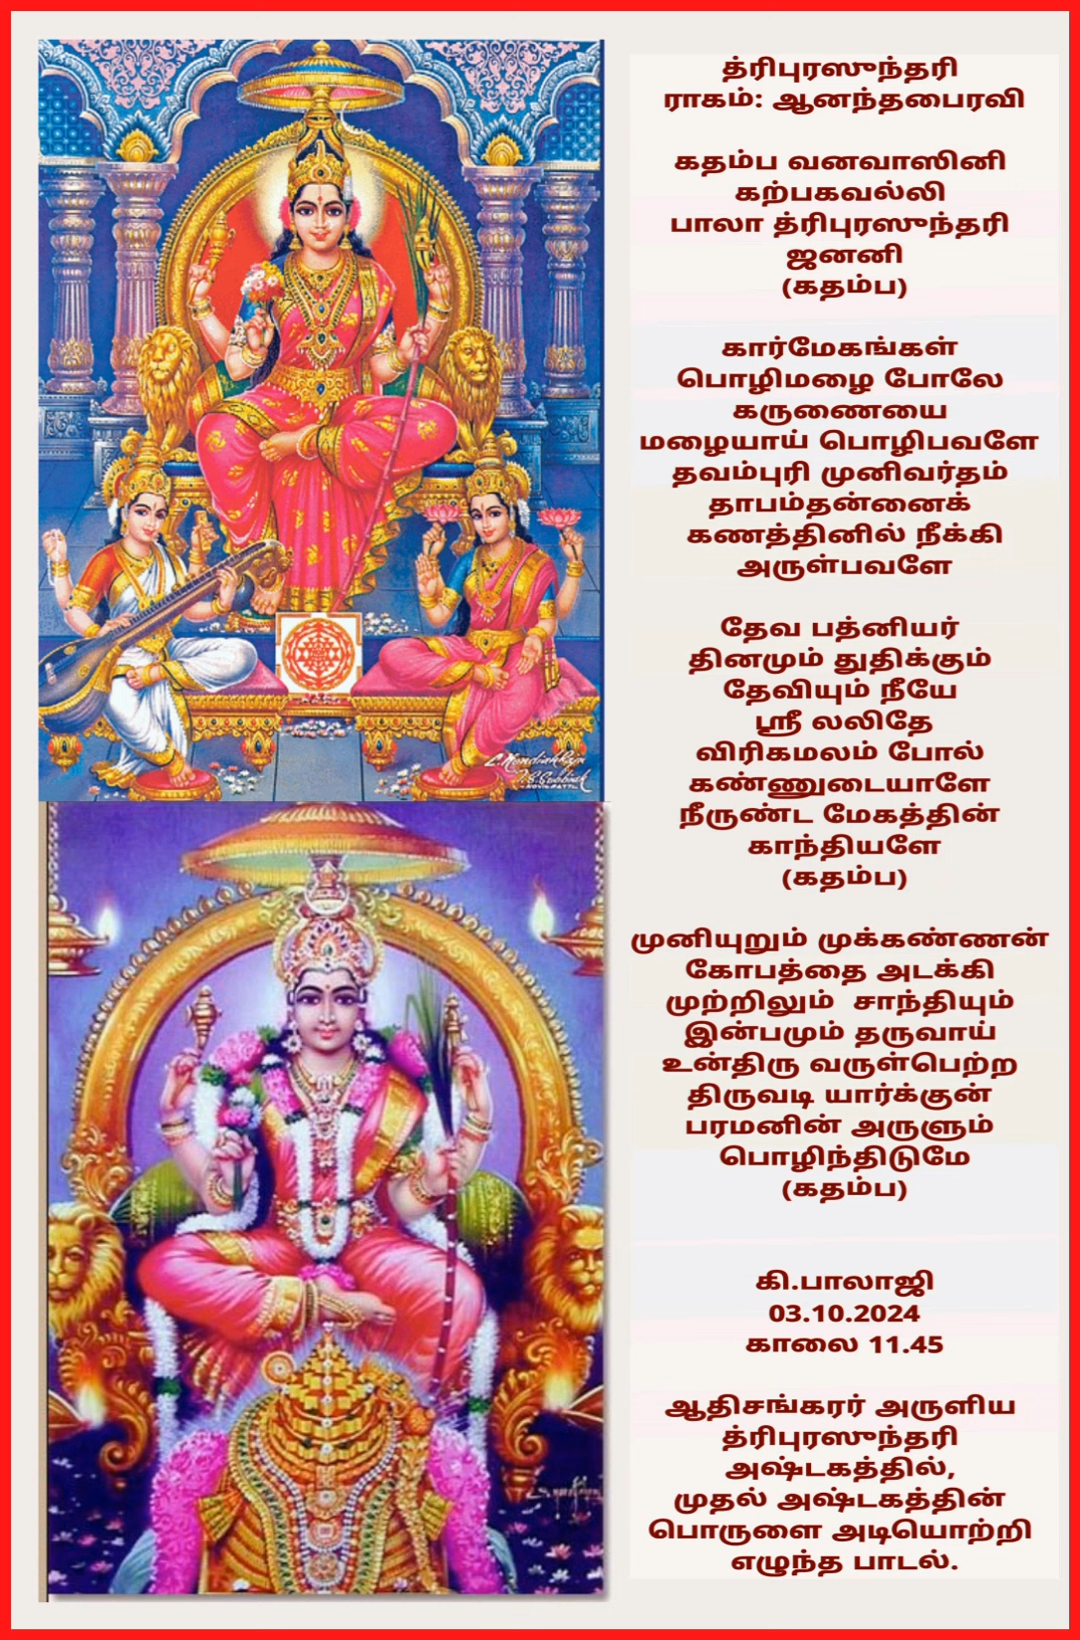 த்ரிபுரஸுந்தரி
ராகம்: ஆனந்தபைரவி
கதம்ப வனவாஸினி
கற்பகவல்லி
பாலா த்ரிபுரஸுந்தரி
ஜனனி
(கதம்ப)
கார்மேகங்கள்
பொழிமழை போலே
கருணையை
மழையாய் பொழிபவளே
தவம்புரி முனிவர்தம்
தாபம்தன்னைக்
கணத்தினில் நீக்கி
அருள்பவளே
தேவ பத்னியர்
தினமும் துதிக்கும்
தேவியும் நீயே
ஸ்ரீ லலிதே
விரிகமலம் போல்
கண்ணுடையாளே
நீருண்ட மேகத்தின்
காந்தியளே
(கதம்ப)
முனியுறும் முக்கண்ணன்
கோபத்தை அடக்கி
முற்றிலும் சாந்தியும்
இன்பமும் தருவாய்
உன்திரு வருள்பெற்ற
திருவடி யார்க்குன்
பரமனின் அருளும்
பொழிந்திடுமே
(கதம்ப)
கி.பாலாஜி
03.10.2024
காலை 11.45
ஆதிசங்கரர் அருளிய
த்ரிபுரஸுந்தரி
அஷ்டகத்தில்,
முதல் அஷ்டகத்தின்
பொருளை அடியொற்றி
எழுந்த பாடல்.